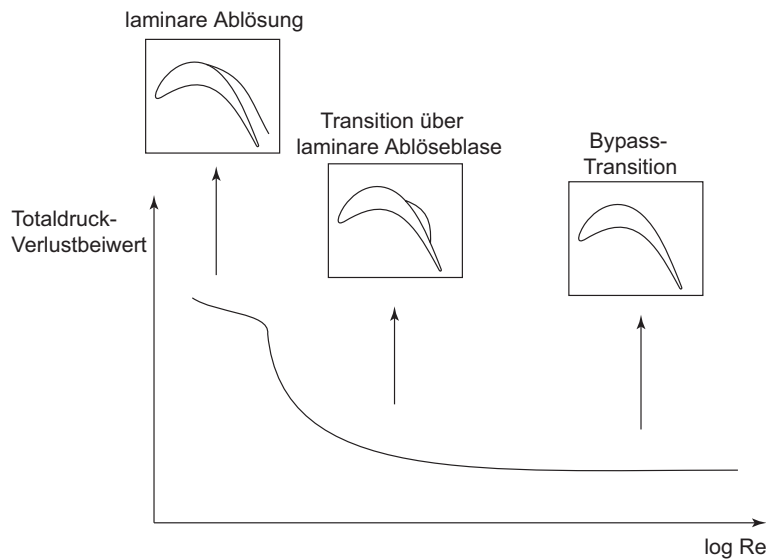 laminare Ablösung
Transition über
laminare Ablöseblase
Bypass-
Transition
Totaldruck-
Verlustbeiwert
log Re